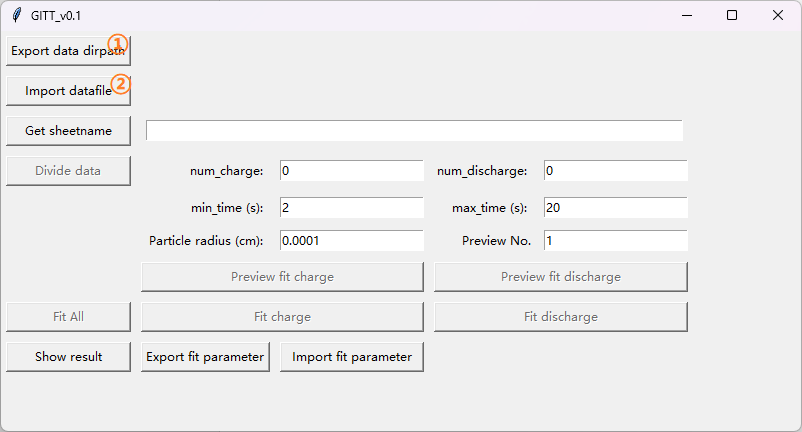 GITT_v0.1
Export data dirpath ①
Import datafile ②
Get sheetname
Divide data num_charge: 0 num_discharge: 0
min_time (s): 2 max_time (s): 20
Particle radius (cm): 0.0001 Preview No. 1
Preview fit charge Preview fit discharge
Fit All Fit charge Fit discharge
Show result Export fit parameter Import fit parameter